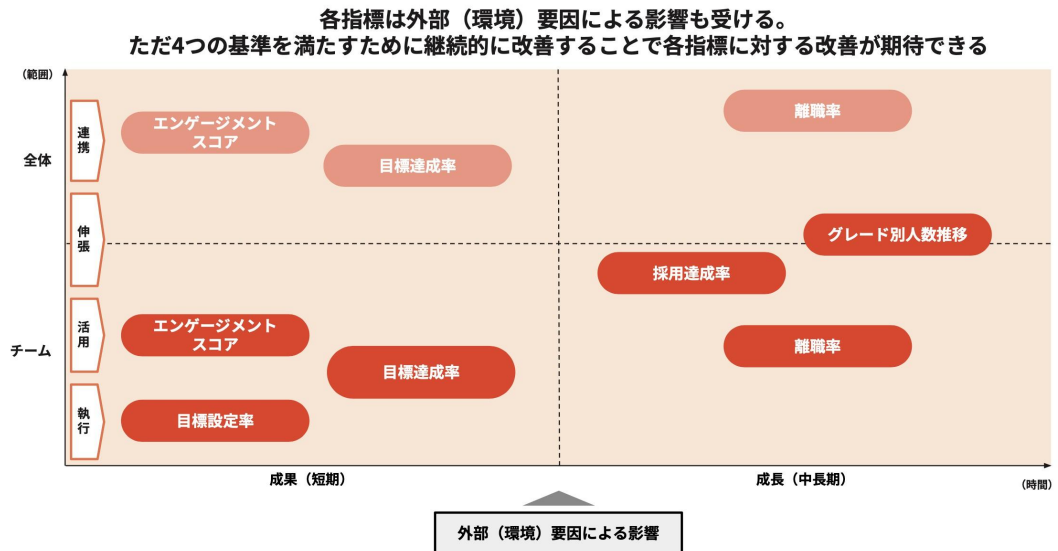 各指標は外部（環境）要因による影響も受ける。
ただ4つの基準を満たすために継続的に改善することで各指標に対する改善が期待できる
（範囲）
連携
エンゲージメント
スコア
離職率
全体
目標達成率
伸張
グレード別人数推移
採用達成率
活用
エンゲージメント
スコア
チーム
離職率
目標達成率
執行
目標設定率
成果（短期）
成長（中長期）
（時間）
外部（環境）要因による影響